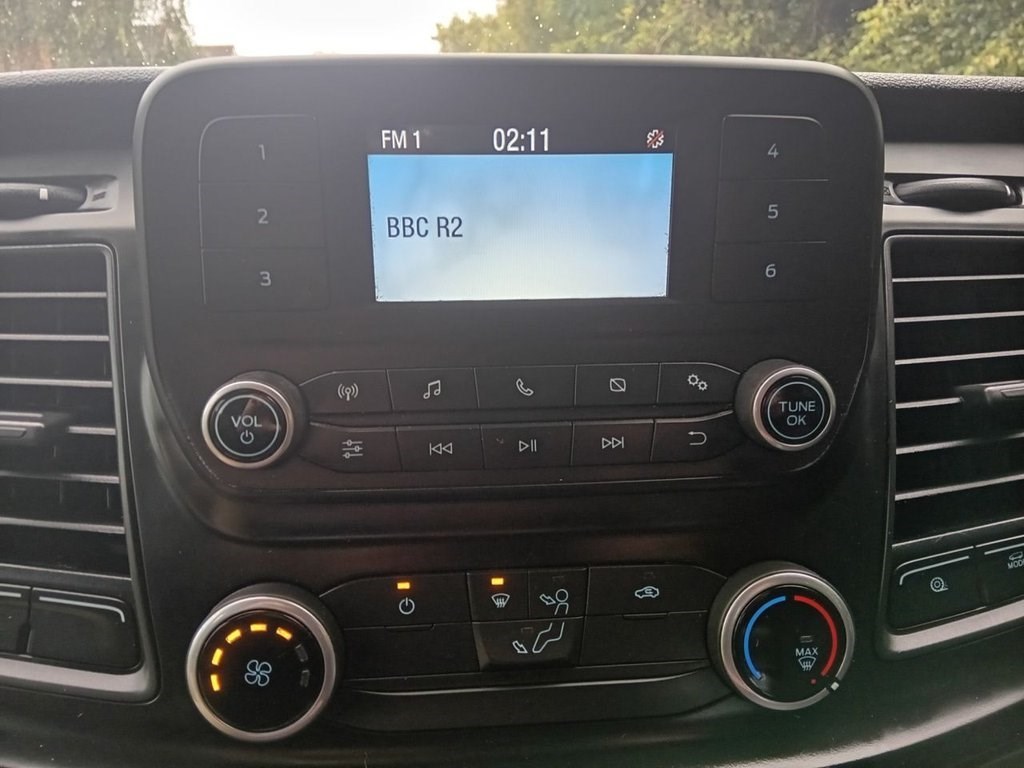 FM 1 02:11
1
2
3
BBC R2
4
5
6
VOL
TUNE
OK
MAX